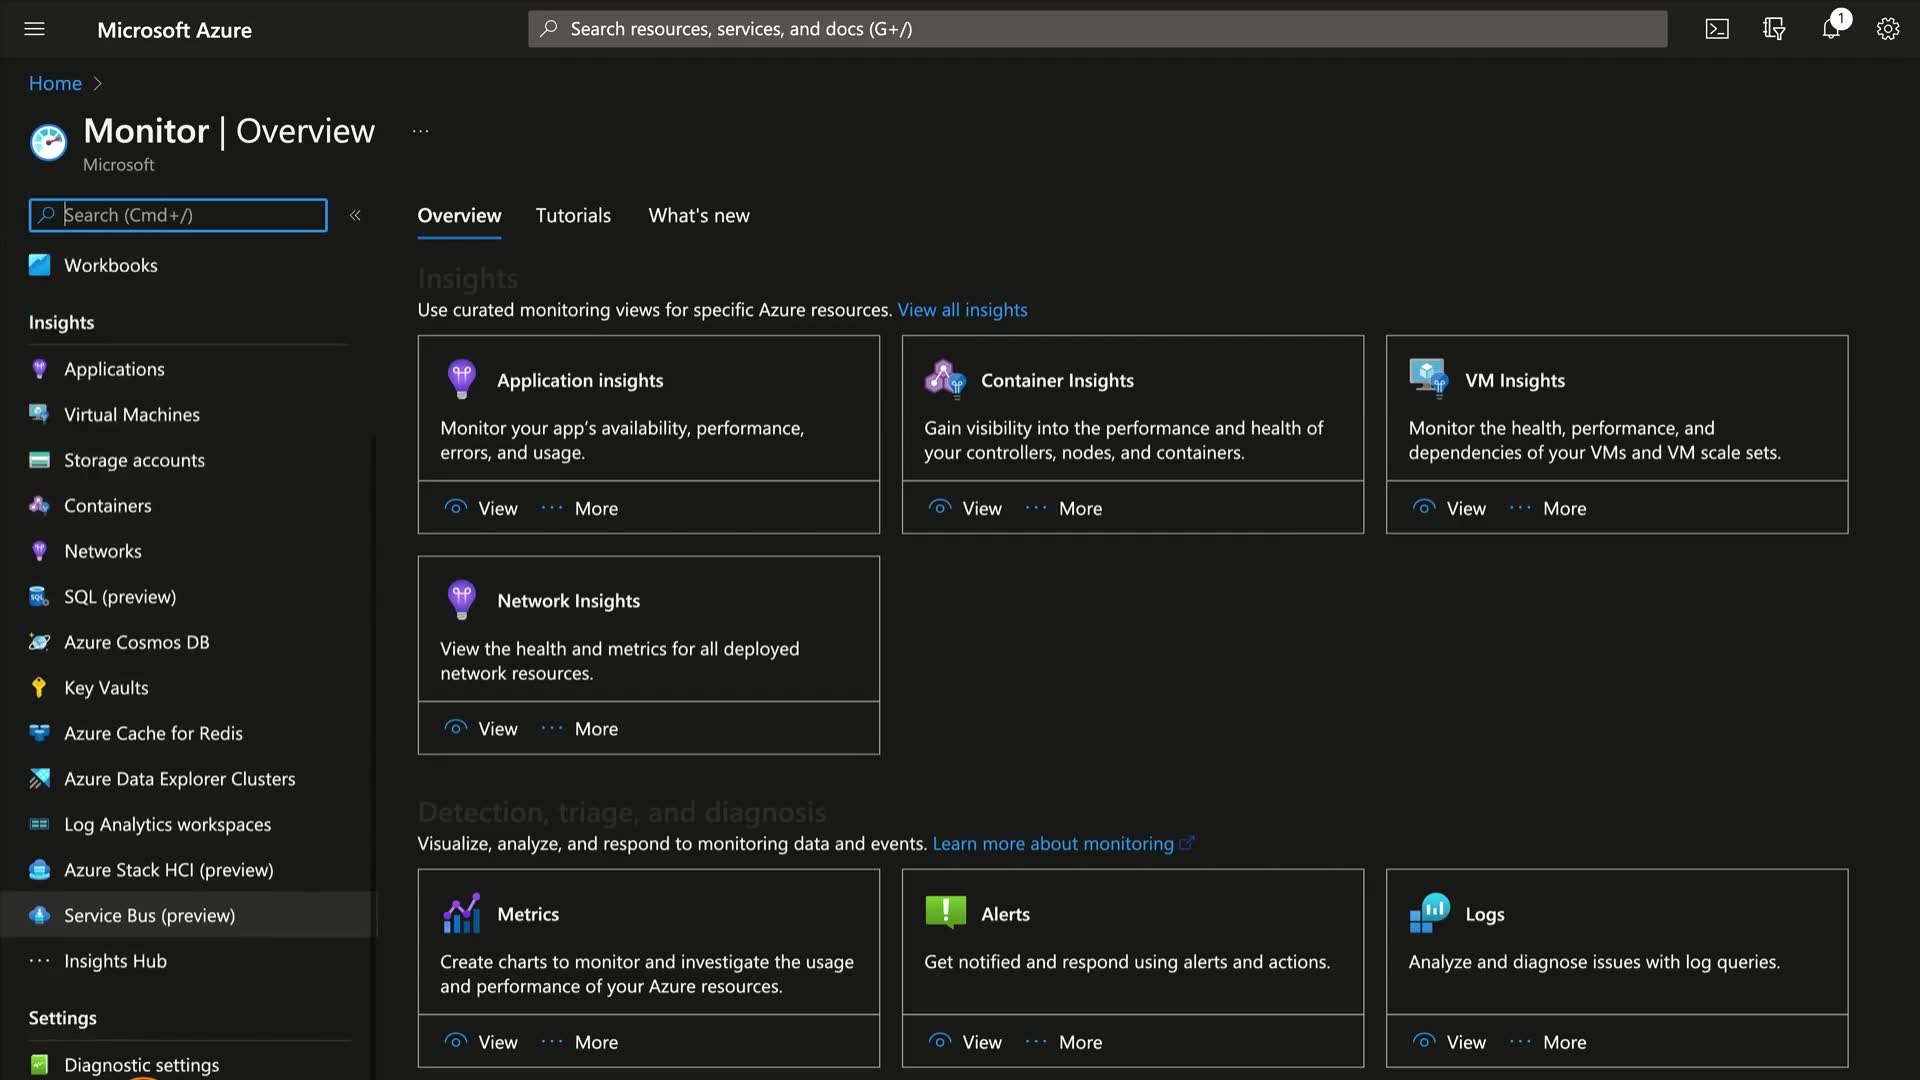 Microsoft Azure
Search resources, services, and docs (G+/)
1
Home
Monitor | Overview
...
Microsoft
Search (Cmd+/)
«
Overview
Tutorials
What's new
Workbooks
Insights
Applications
Virtual Machines
Storage accounts
Containers
Networks
SQL (preview)
Azure Cosmos DB
Key Vaults
Azure Cache for Redis
Azure Data Explorer Clusters
Log Analytics workspaces
Azure Stack HCI (preview)
Service Bus (preview)
... Insights Hub
Settings
Diagnostic settings
Insights
Use curated monitoring views for specific Azure resources. View all insights
Application insights
Monitor your app's availability, performance,
errors, and usage.
View ... More
Container Insights
Gain visibility into the performance and health of
your controllers, nodes, and containers.
View ... More
VM Insights
Monitor the health, performance, and
dependencies of your VMs and VM scale sets.
View ... More
Network Insights
View the health and metrics for all deployed
network resources.
View ... More
Detection, triage, and diagnosis
Visualize, analyze, and respond to monitoring data and events. Learn more about monitoring
Metrics
Create charts to monitor and investigate the usage
and performance of your Azure resources.
View ... More
Alerts
Get notified and respond using alerts and actions.
View ... More
Logs
Analyze and diagnose issues with log queries.
View ... More